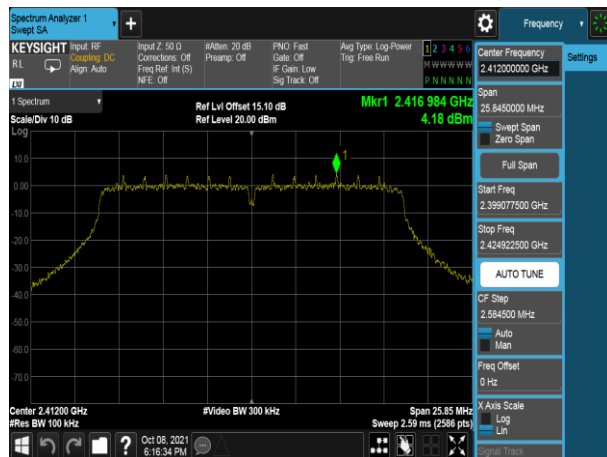 Spectrum Analyzer 1
Swept SA
+
Frequency
KEYSIGHT
RL
LXI
Input: RF
Coupling: DC
Align: Auto
Input Z: 50 Ω
Corrections: Off
Freq Ref: Int (S)
NFE: Off
#Atten: 20 dB
Preamp: Off
PNO: Fast
Gate: Off
IF Gain: Low
Sig Track: Off
Avg Type: Log-Power
Trig: Free Run
1 2 3 4 5 6
M W W W W W
P N N N N N
Center Frequency
2.412000000 GHz
Settings
Span
25.8450000 MHz
Swept Span
Zero Span
Full Span
Start Freq
2.399077500 GHz
Stop Freq
2.424922500 GHz
AUTO TUNE
CF Step
2.584500 MHz
Auto
Man
Freq Offset
0 Hz
X Axis Scale
Log
Lin
Signal Track
1 Spectrum
Scale/Div 10 dB
Log
Ref Lvl Offset 15.10 dB
Ref Level 20.00 dBm
Mkr1 2.416 984 GHz
4.18 dBm
1
10.0
0.00
-10.0
-20.0
-30.0
-40.0
-50.0
-60.0
-70.0
Center 2.41200 GHz
#Res BW 100 kHz
#Video BW 300 kHz
Span 25.85 MHz
Sweep 2.59 ms (2586 pts)
?
Oct 08, 2021
6:16:34 PM